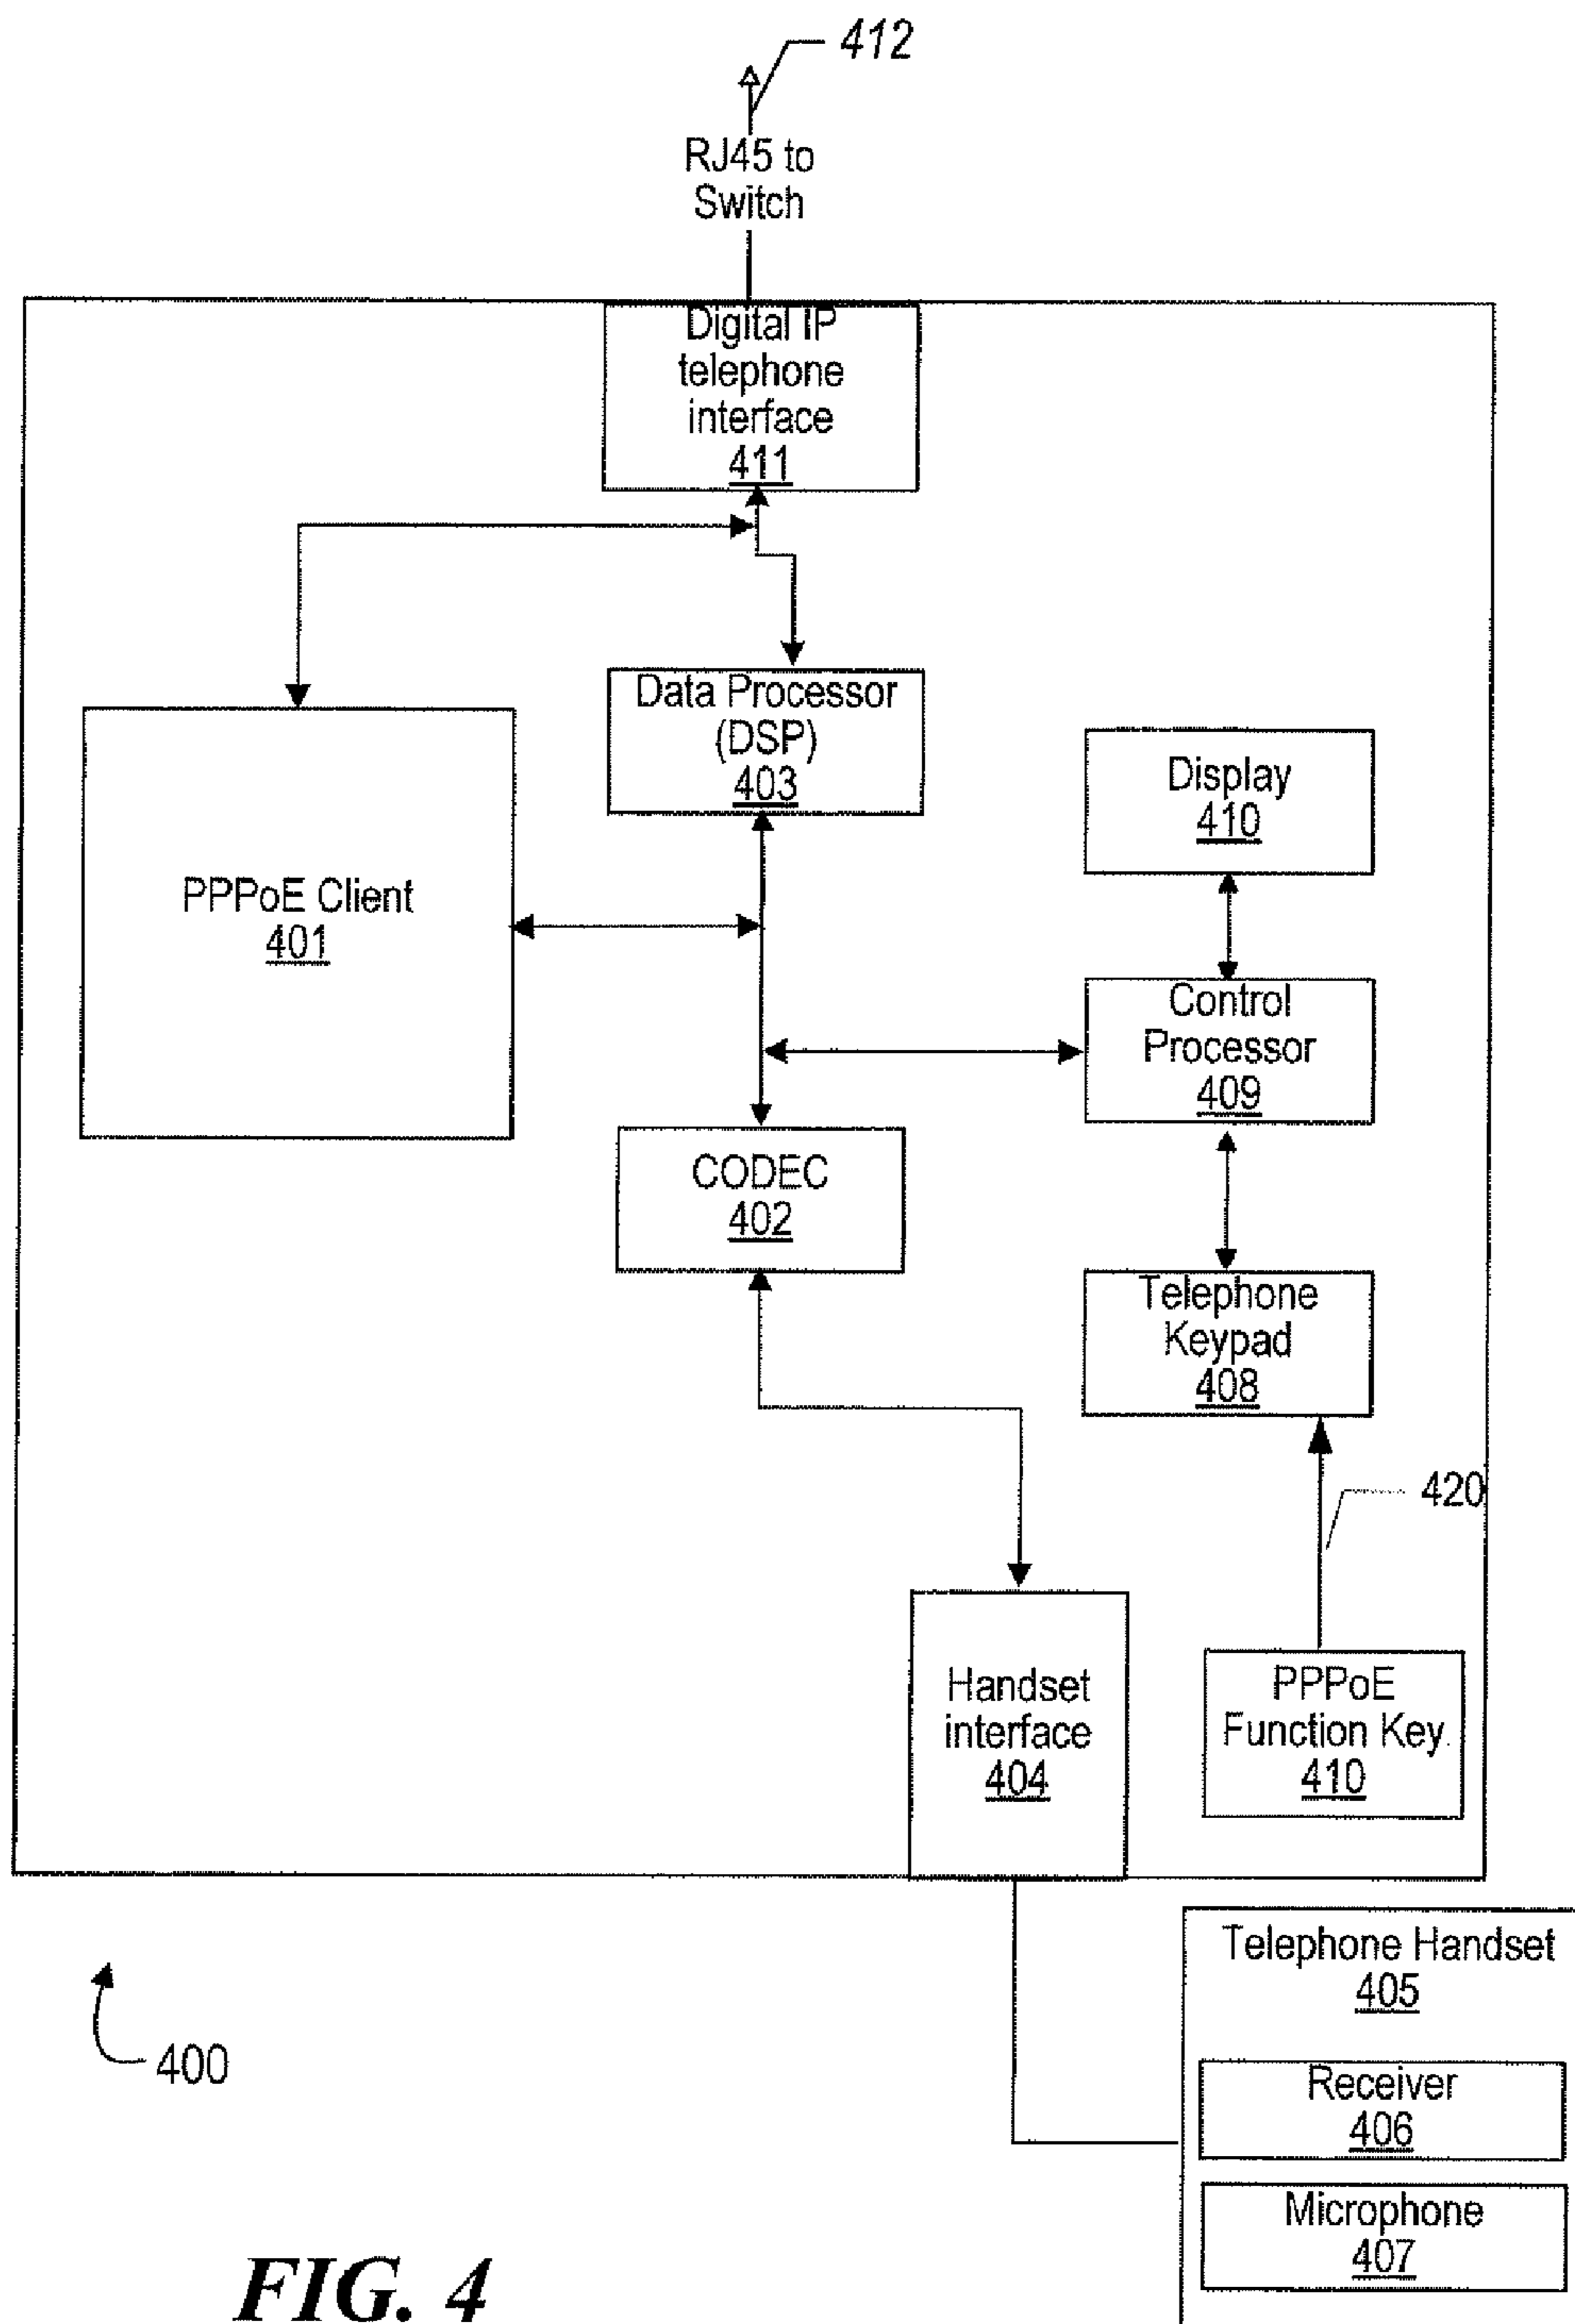 412
RJ45 to
Switch
Digital IP
telephone
interface
411
Data Processor
(DSP)
403
Display
410
PPPoE Client
401
Control
Processor
409
CODEC
402
Telephone
Keypad
408
420
Handset
interface
404
PPPoE
Function Key.
410
Telephone Handset
405
400
Receiver
406
Microphone
407
FIG. 4